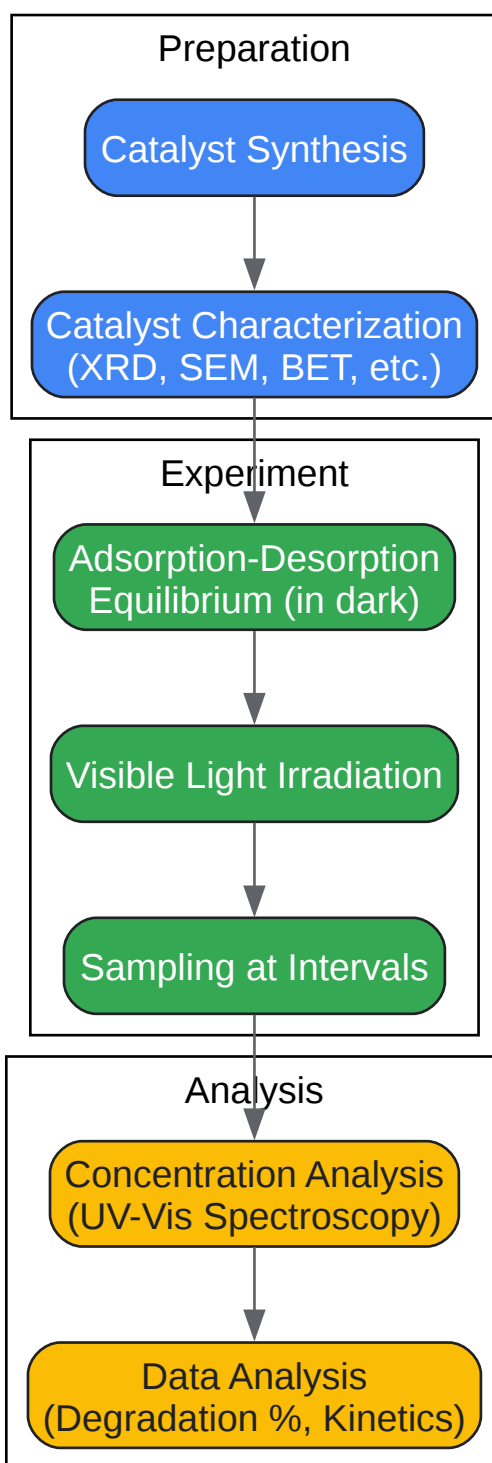 Preparation
Catalyst Synthesis
Catalyst Characterization
(XRD, SEM, BET, etc.)
Experiment
Adsorption-Desorption
Equilibrium (in dark)
Visible Light Irradiation
Sampling at Intervals
Analysis
Concentration Analysis
(UV-Vis Spectroscopy)
Data Analysis
(Degradation %, Kinetics)